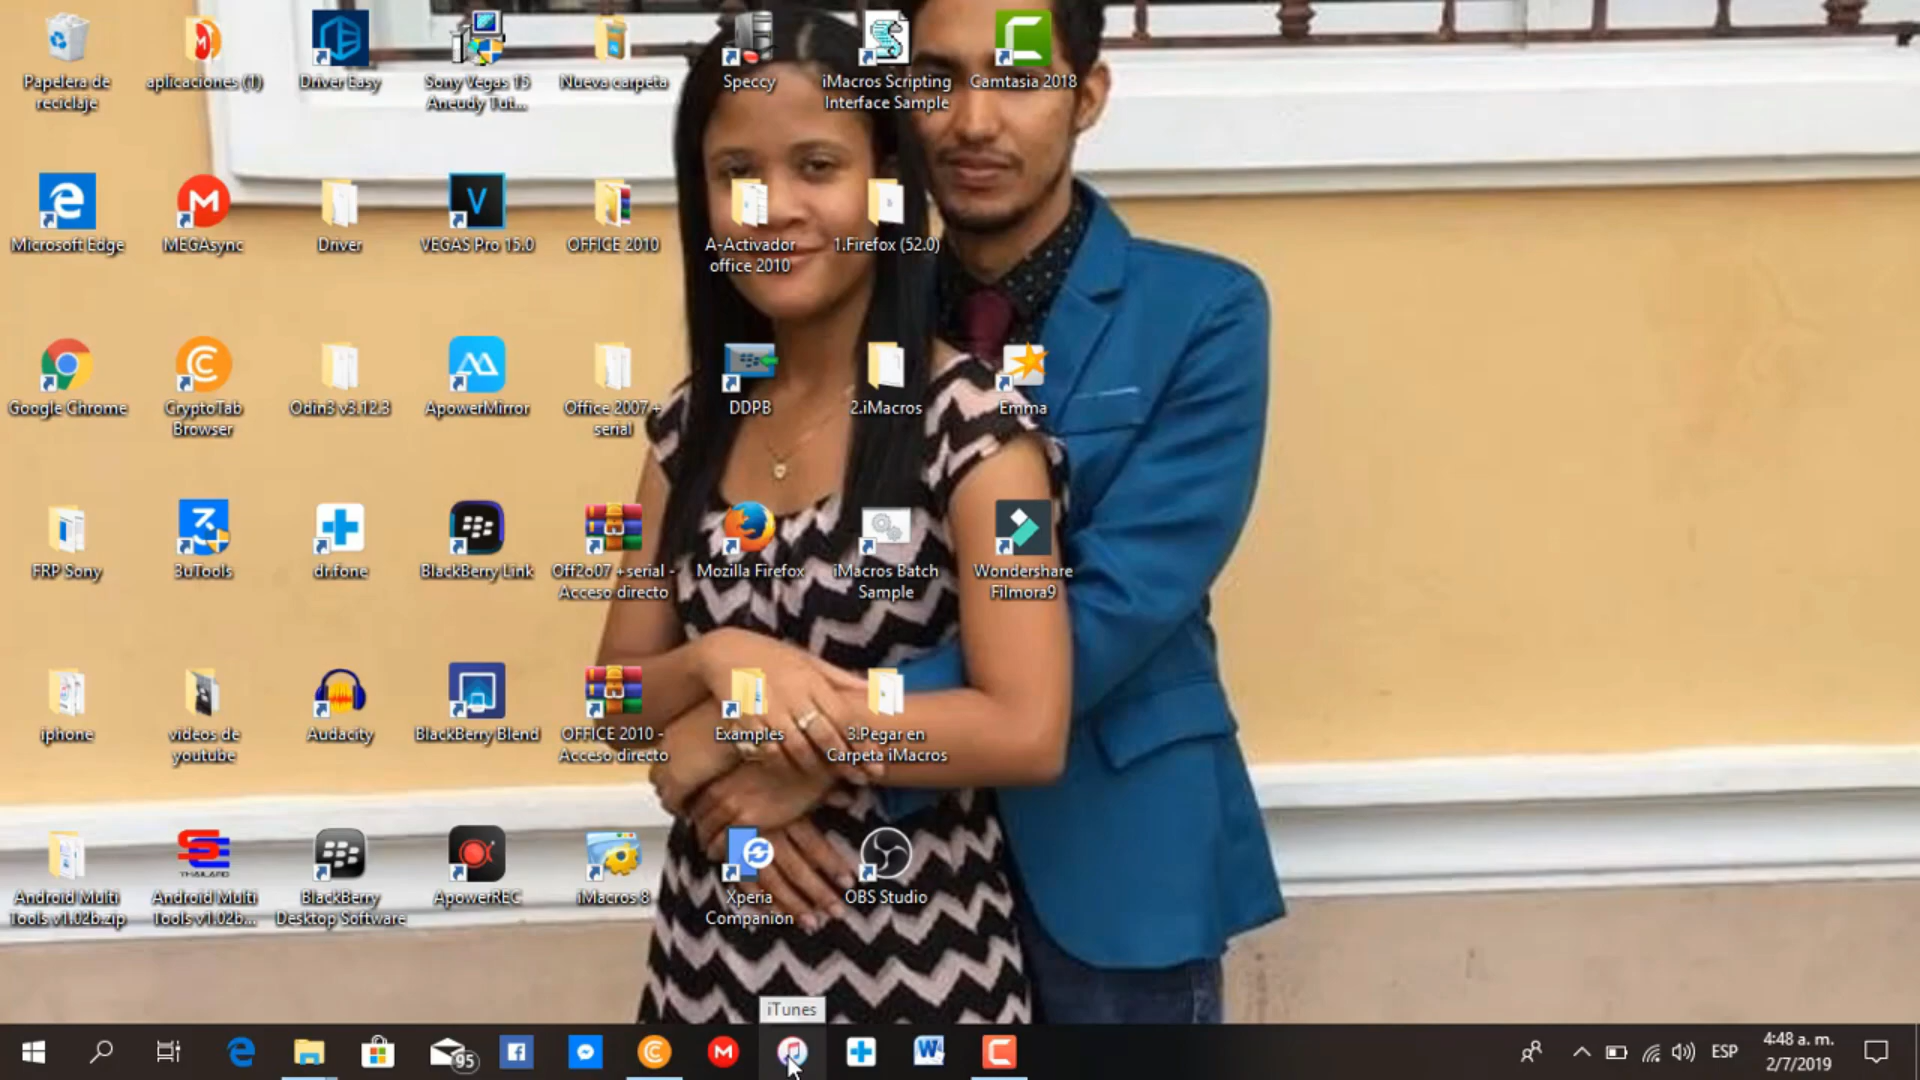 Papelera de
reciclaje
aplicaciones (1)
Driver Easy
Sony Vegas 15
Aneudy Tut...
Nueva carpeta
Speccy
iMacros Scripting
Interface Sample
Camtasia 2018
Microsoft Edge
MEGAsync
Driver
VEGAS Pro 15.0
OFFICE 2010
A-Activador
office 2010
1.Firefox (52.0)
Google Chrome
CryptoTab
Browser
Odin3 v3.12.3
ApowerMirror
Office 2007 +
serial
DDPB
2.iMacros
Emma
FRP Sony
3uTools
dr.fone
BlackBerry Link
Off2o07 +serial -
Acceso directo
Mozilla Firefox
iMacros Batch
Sample
Wondershare
Filmora9
iphone
videos de
youtube
Audacity
BlackBerry Blend
OFFICE 2010 -
Acceso directo
Examples
3.Pegar en
Carpeta iMacros
Android Multi
Tools v1.02b.zip
THAILAND
Android Multi
Tools v1.02b...
BlackBerry
Desktop Software
ApowerREC
iMacros 8
Xperia
Companion
OBS Studio
iTunes
95
ESP
4:48 a. m.
2/7/2019